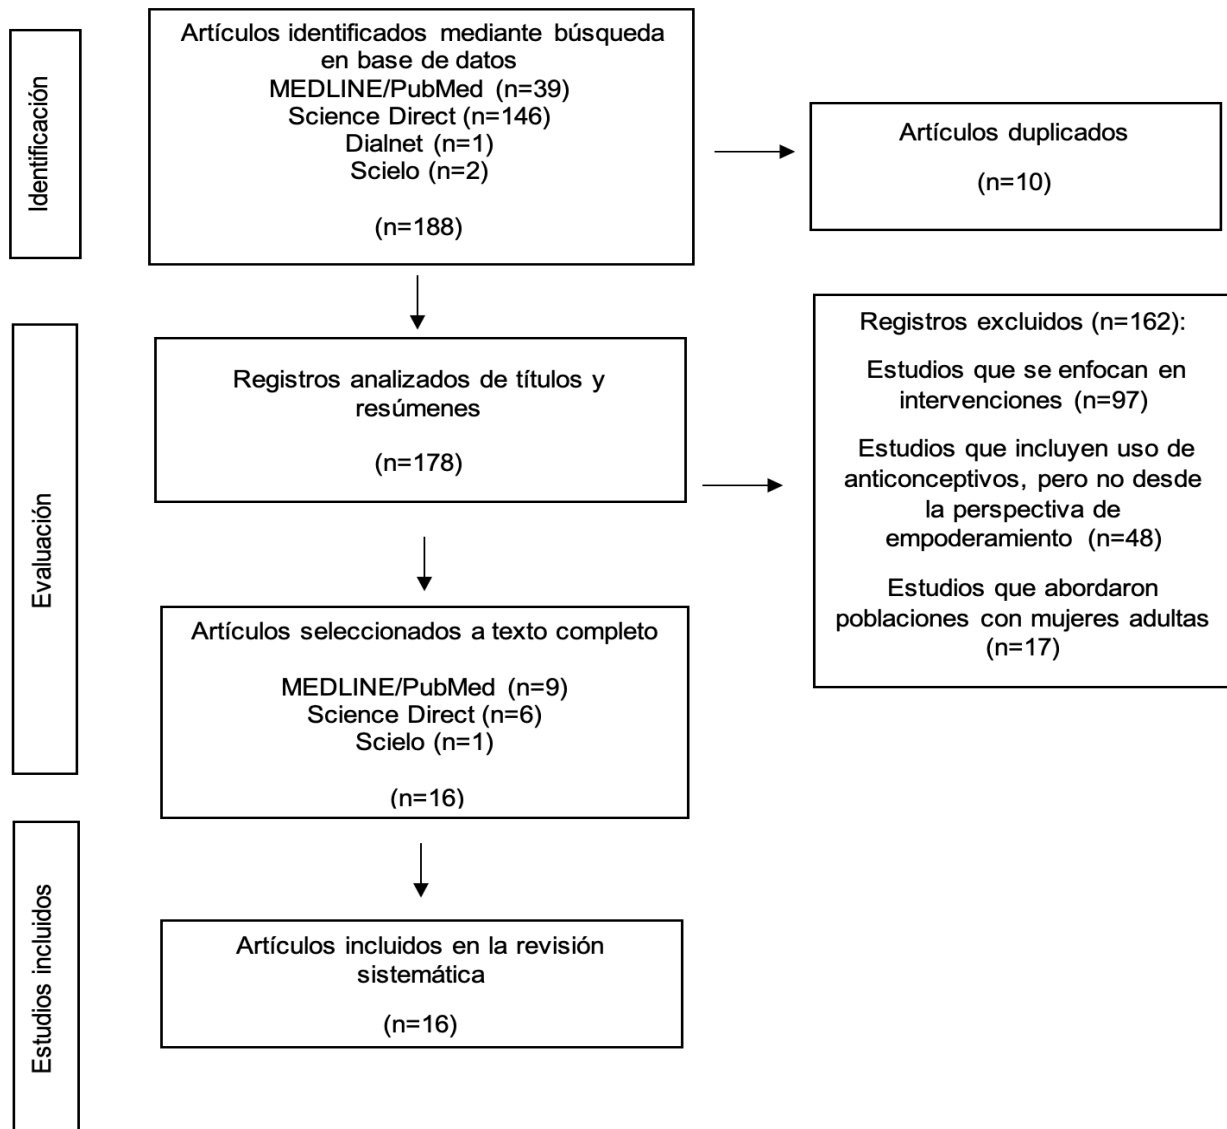 Identificación
Artículos identificados mediante búsqueda
en base de datos
MEDLINE/PubMed (n=39)
Science Direct (n=146)
Dialnet (n=1)
Scielo (n=2)
(n=188)
Artículos duplicados
(n=10)
Evaluación
Registros analizados de títulos y
resúmenes
(n=178)
Registros excluidos (n=162):
Estudios que se enfocan en
intervenciones (n=97)
Estudios que incluyen uso de
anticonceptivos, pero no desde
la perspectiva de
empoderamiento (n=48)
Estudios que abordaron
poblaciones con mujeres adultas
(n=17)
Artículos seleccionados a texto completo
MEDLINE/PubMed (n=9)
Science Direct (n=6)
Scielo (n=1)
(n=16)
Estudios incluidos
Artículos incluidos en la revisión
sistemática
(n=16)